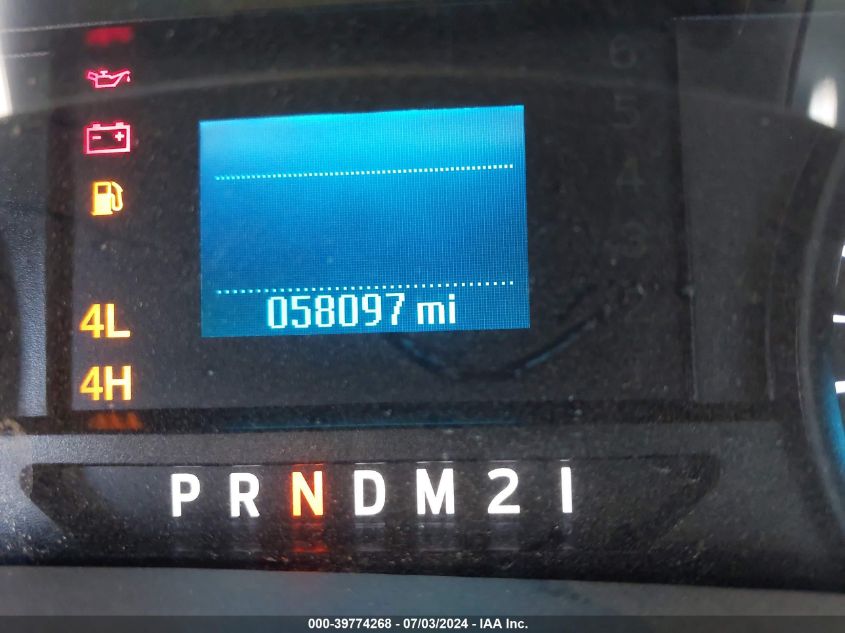 058097 mi
4L
4H
P R N D M 2 1
000-39774268 - 07/03/2024 - IAA Inc.